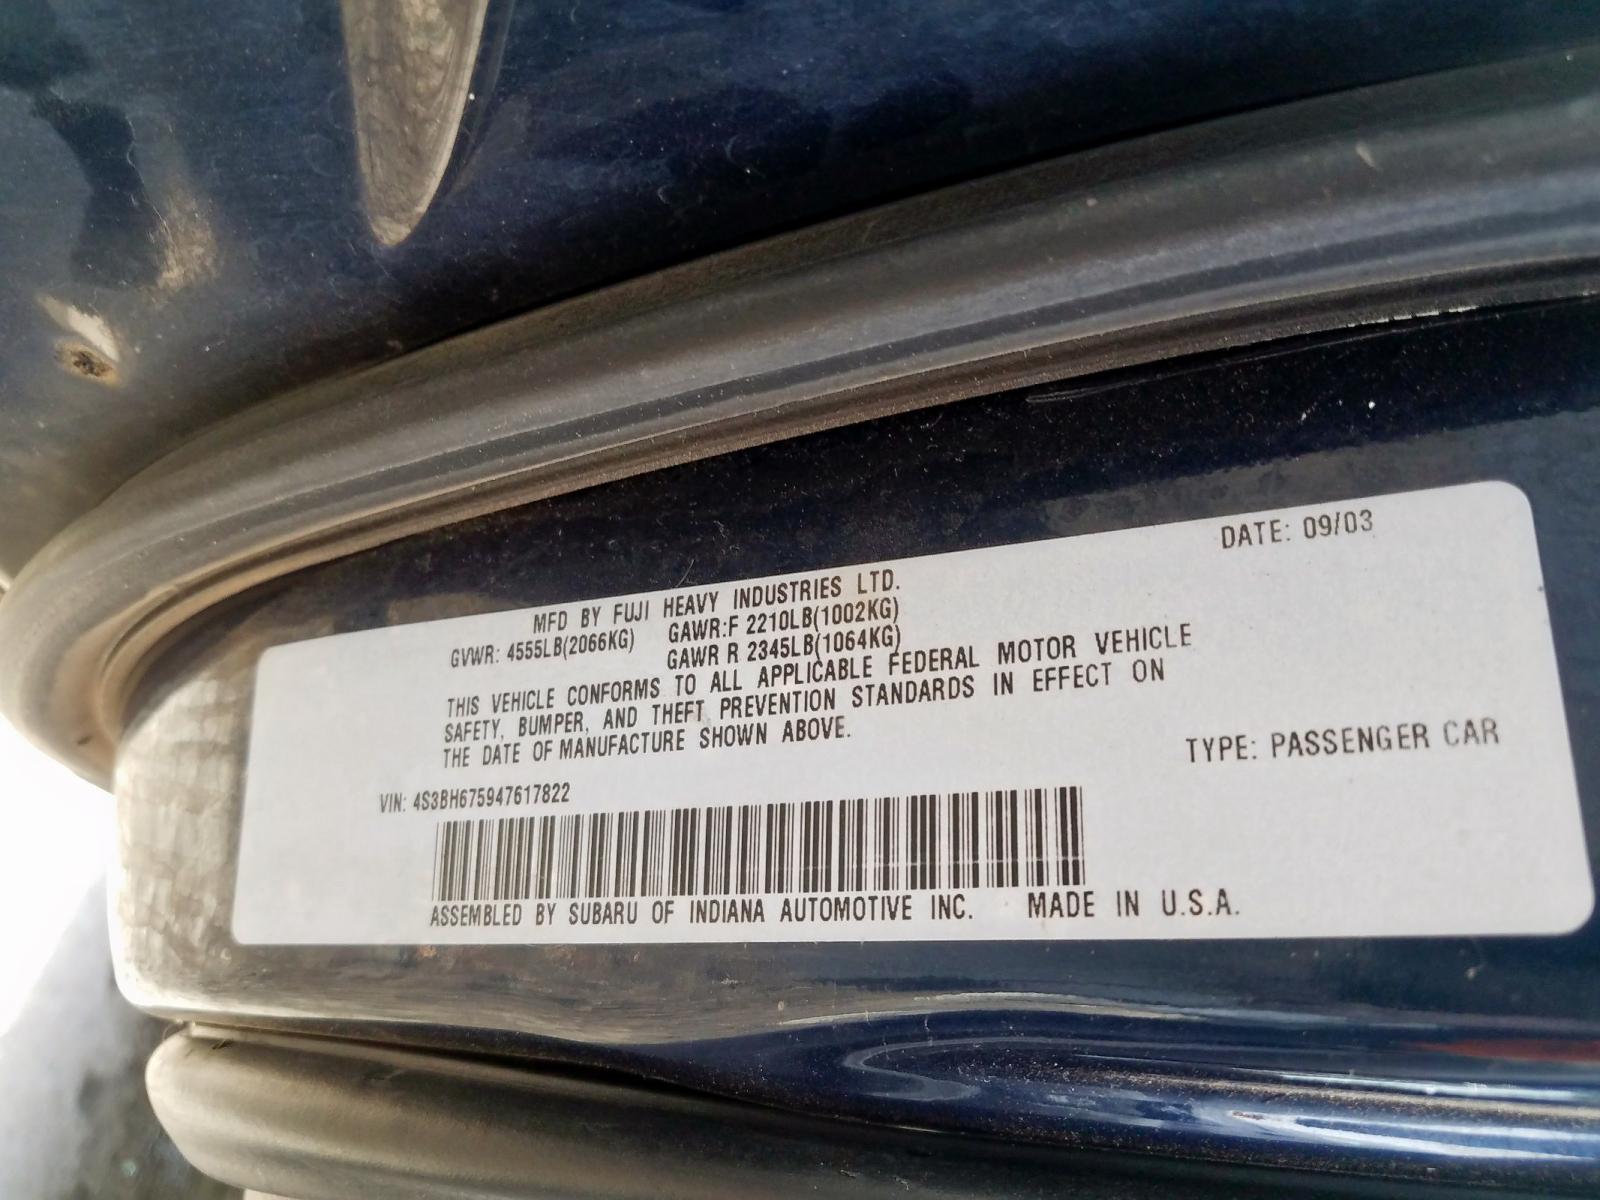 DATE: 09/03
MFD BY FUJI HEAVY INDUSTRIES LTD.
GVWR: 4555LB(2066KG) GAWR:F 2210LB(1002KG)
GAWR R 2345LB(1064KG)
THIS VEHICLE CONFORMS TO ALL APPLICABLE FEDERAL MOTOR VEHICLE
SAFETY, BUMPER, AND THEFT PREVENTION STANDARDS IN EFFECT ON
THE DATE OF MANUFACTURE SHOWN ABOVE.
TYPE: PASSENGER CAR
VIN: 4S3BH675947617822
ASSEMBLED BY SUBARU OF INDIANA AUTOMOTIVE INC. MADE IN U.S.A.